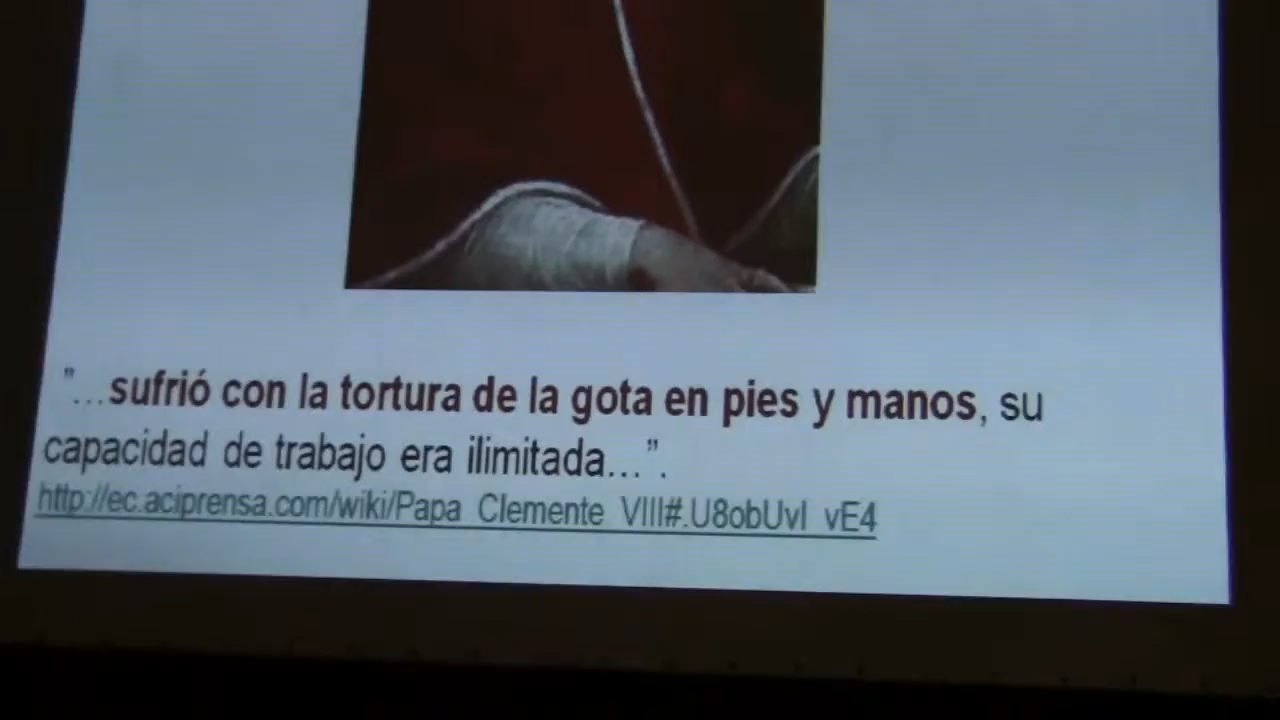 "...sufrió con la tortura de la gota en pies y manos, su
capacidad de trabajo era ilimitada...".
http://ec.aciprensa.com/wiki/Papa_Clemente_VIII#.U8obUvl_vE4